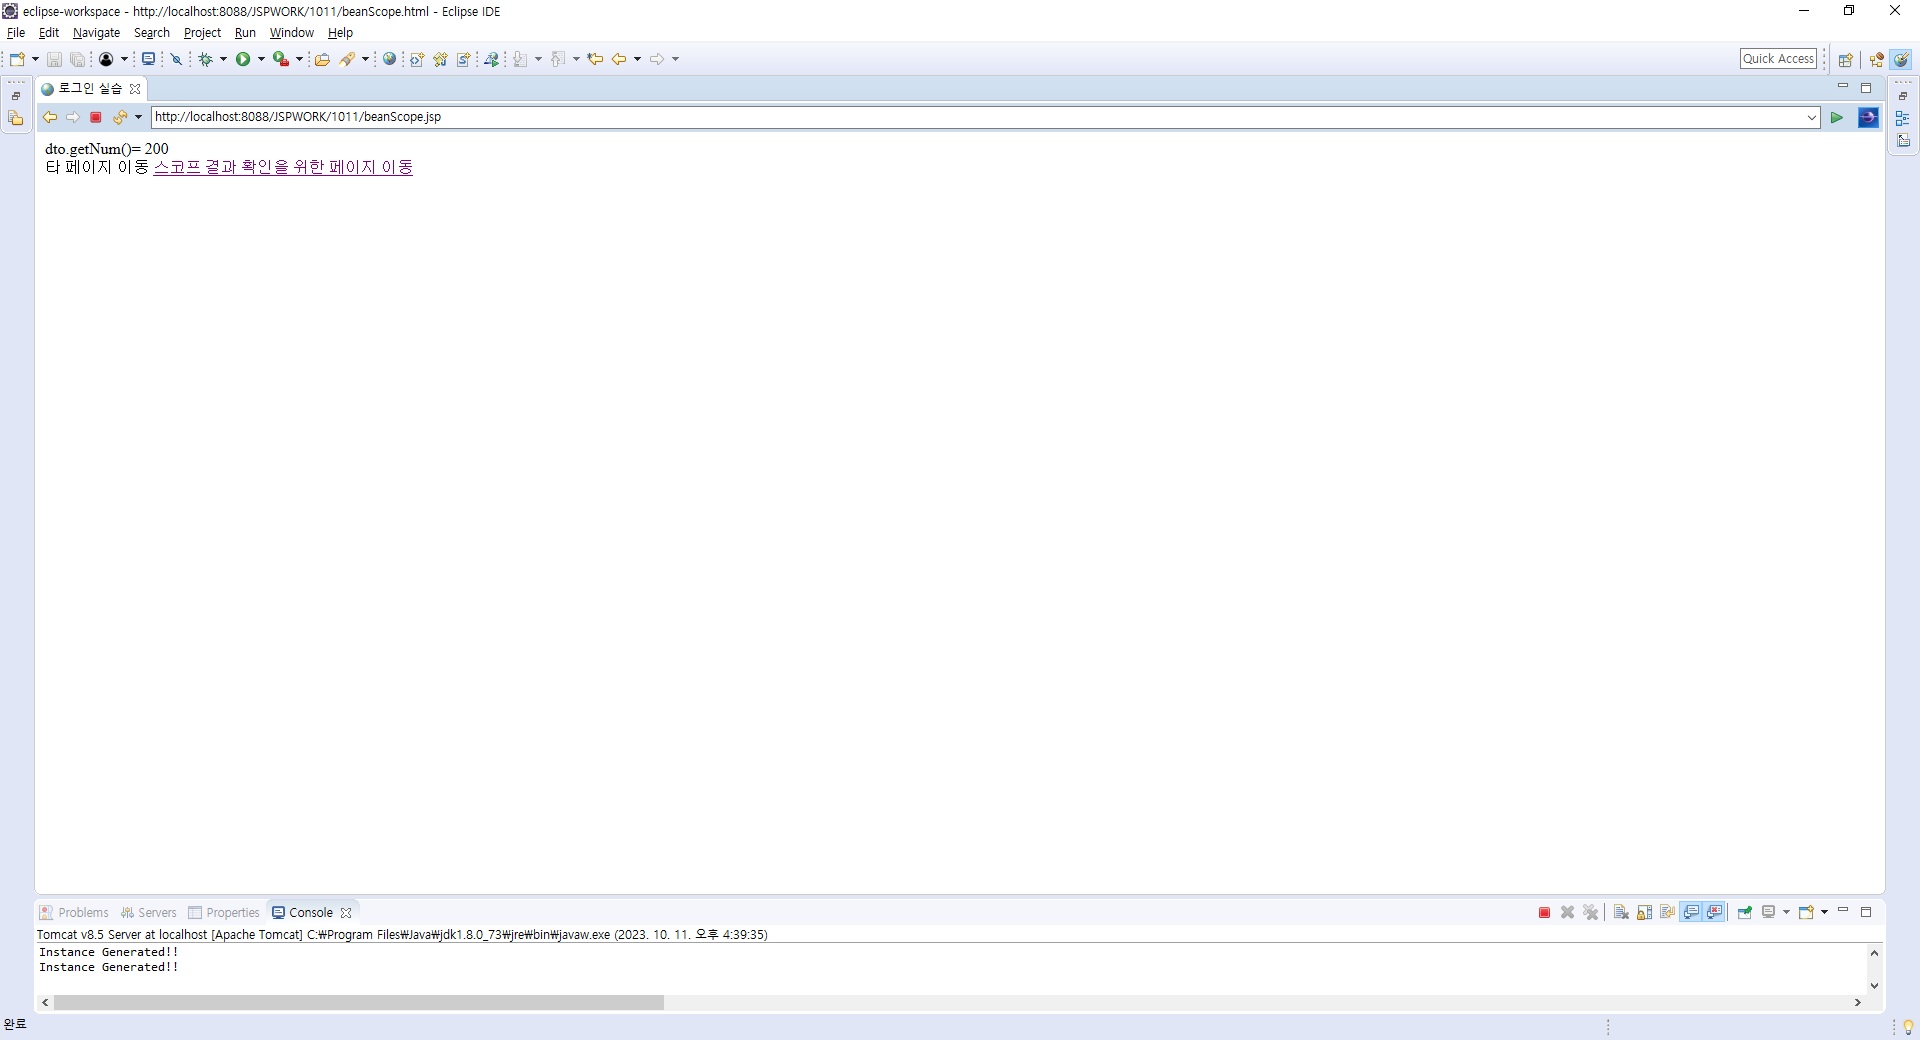 eclipse-workspace - http://localhost:8088/JSPWORK/1011/beanScope.html - Eclipse IDE
File Edit Navigate Search Project Run Window Help
Quick Access
로그인 실습
http://localhost:8088/JSPWORK/1011/beanScope.jsp
dto.getNum()= 200
타 페이지 이동 스코프 결과 확인을 위한 페이지 이동
Problems Servers Properties Console
Tomcat v8.5 Server at localhost [Apache Tomcat] C:₩Program Files₩Java₩jdk1.8.0_73₩jre₩bin₩javaw.exe (2023. 10. 11. 오후 4:39:35)
Instance Generated!!
Instance Generated!!
완료